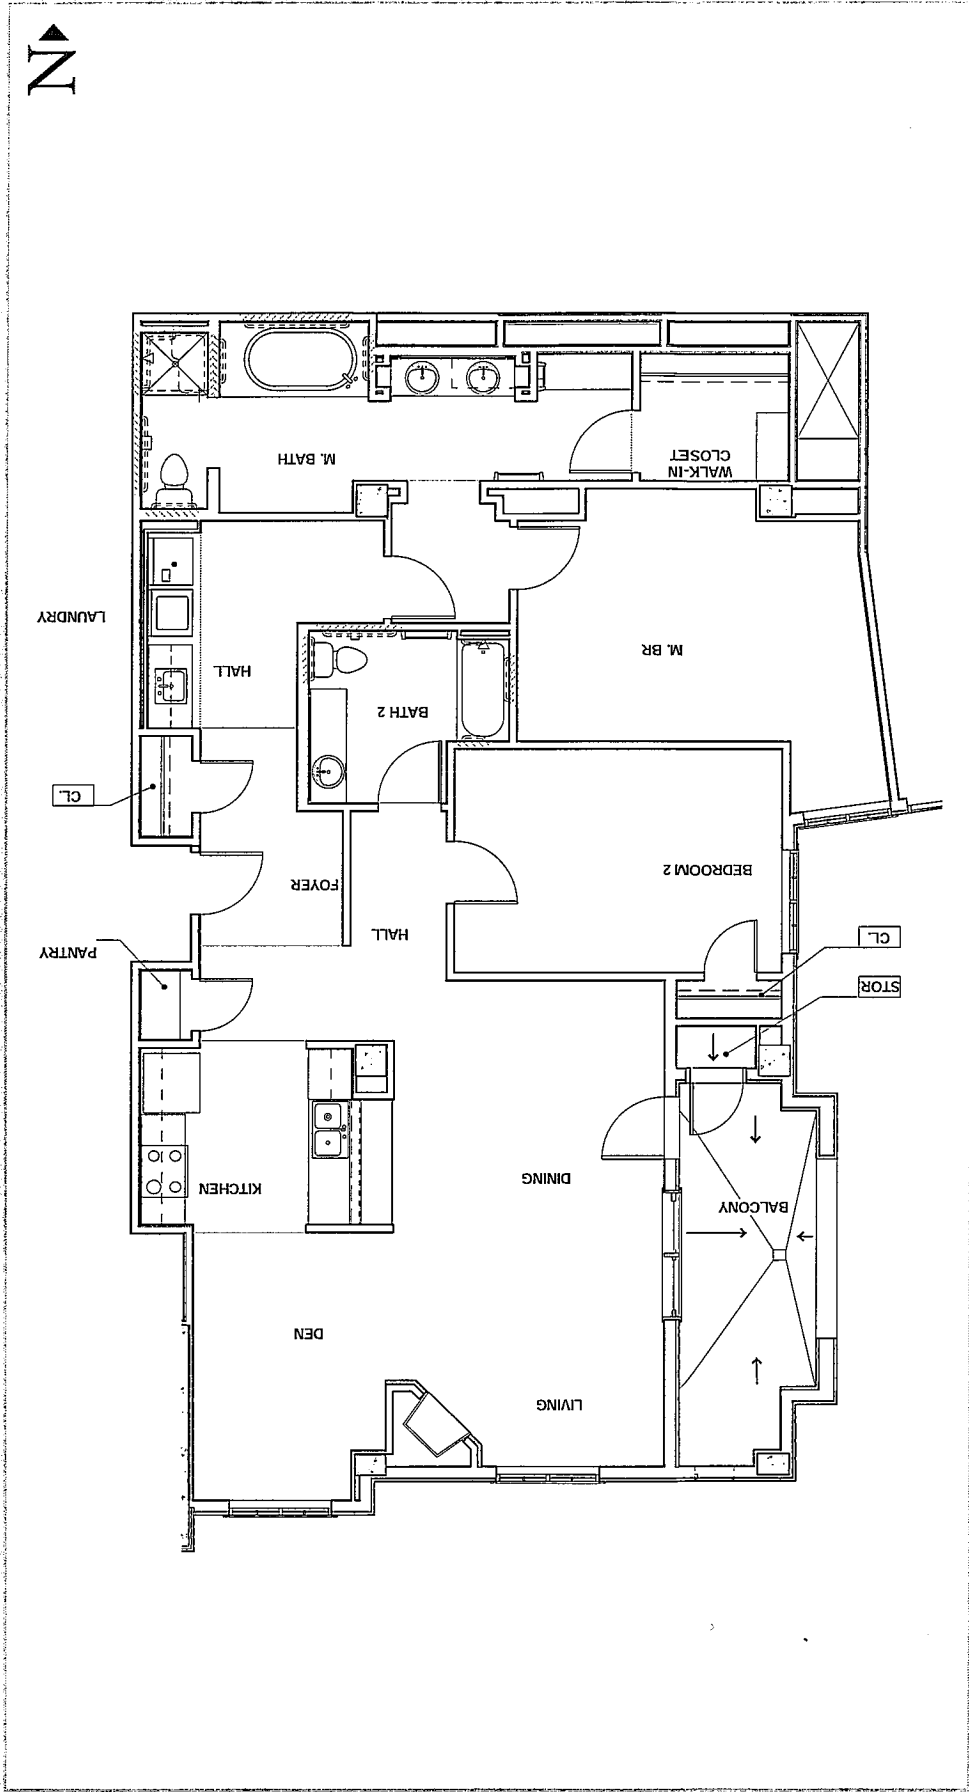 LIVING
DEN
BALCONY
DINING
KITCHEN
STOR
CL.
PANTRY
HALL
FOYER
BEDROOM 2
CL.
BATH 2
HALL
M. BR
LAUNDRY
WALK-IN
CLOSET
M. BATH
N